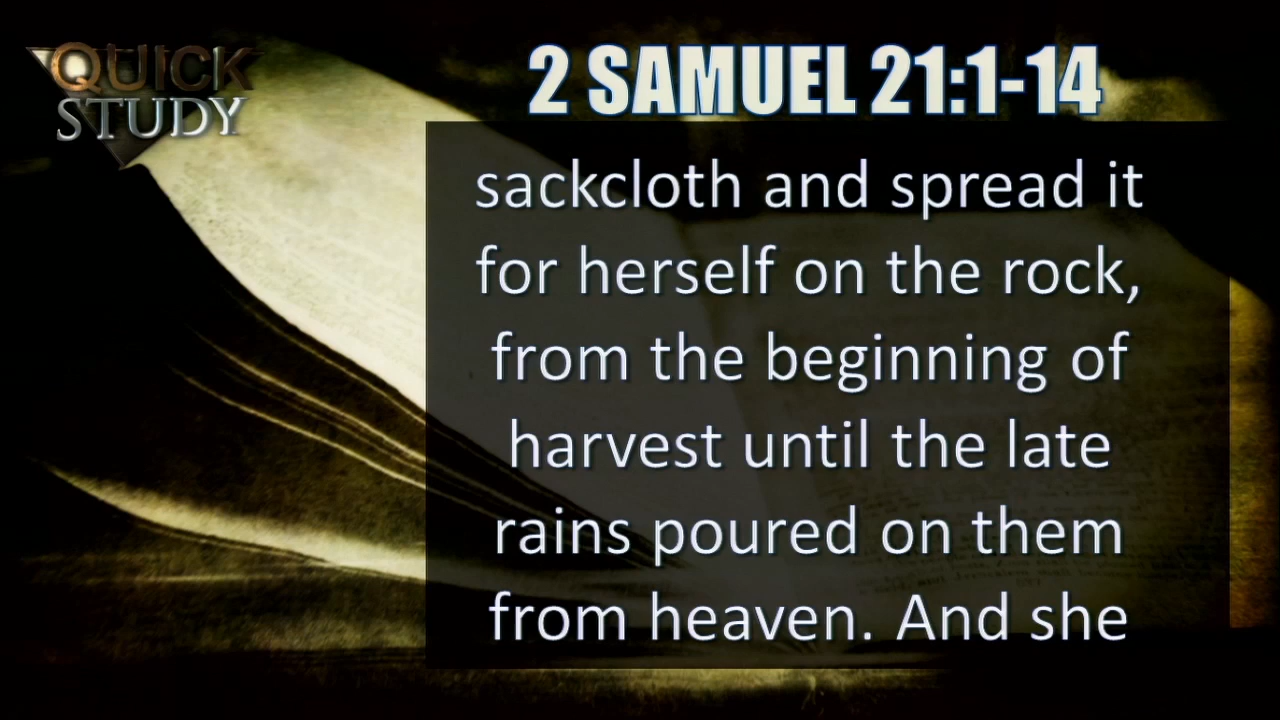 QUICK
STUDY
2 SAMUEL 21:1-14
sackcloth and spread it
for herself on the rock,
from the beginning of
harvest until the late
rains poured on them
from heaven. And she